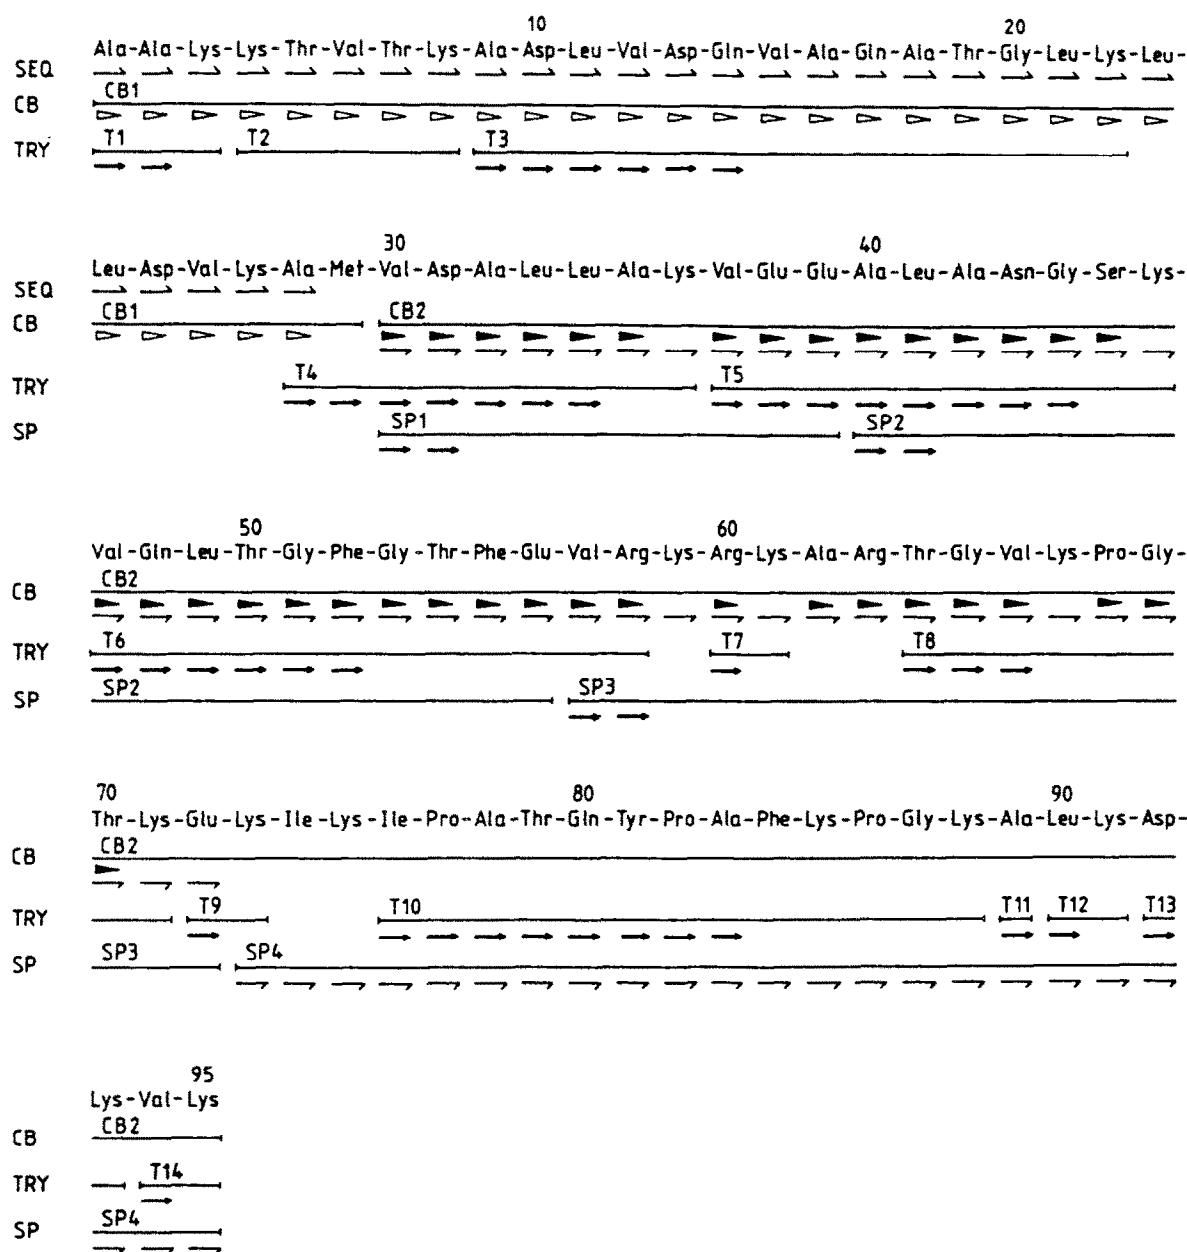 10 20
Ala-Ala-Lys-Lys-Thr-Val-Thr-Lys-Ala-Asp-Leu-Val-Asp-Gln-Val-Ala-Gln-Ala-Thr-Gly-Leu-Lys-Leu-
SEQ
CB CB1
TRY T1 T2 T3
30 40
Leu-Asp-Val-Lys-Ala-Met-Val-Asp-Ala-Leu-Leu-Ala-Lys-Val-Glu-Glu-Ala-Leu-Ala-Asn-Gly-Ser-Lys-
SEQ
CB CB1 CB2
TRY T4 T5
SP SP1 SP2
50 60
Val-Gln-Leu-Thr-Gly-Phe-Gly-Thr-Phe-Glu-Val-Arg-Lys-Arg-Lys-Ala-Arg-Thr-Gly-Val-Lys-Pro-Gly-
CB CB2
TRY T6 T7 T8
SP SP2 SP3
70 80 90
Thr-Lys-Glu-Lys-Ile-Lys-Ile-Pro-Ala-Thr-Gln-Tyr-Pro-Ala-Phe-Lys-Pro-Gly-Lys-Ala-Leu-Lys-Asp-
CB CB2
TRY T9 T10 T11 T12 T13
SP SP3 SP4
95
Lys-Val-Lys
CB CB2
TRY T14
SP SP4